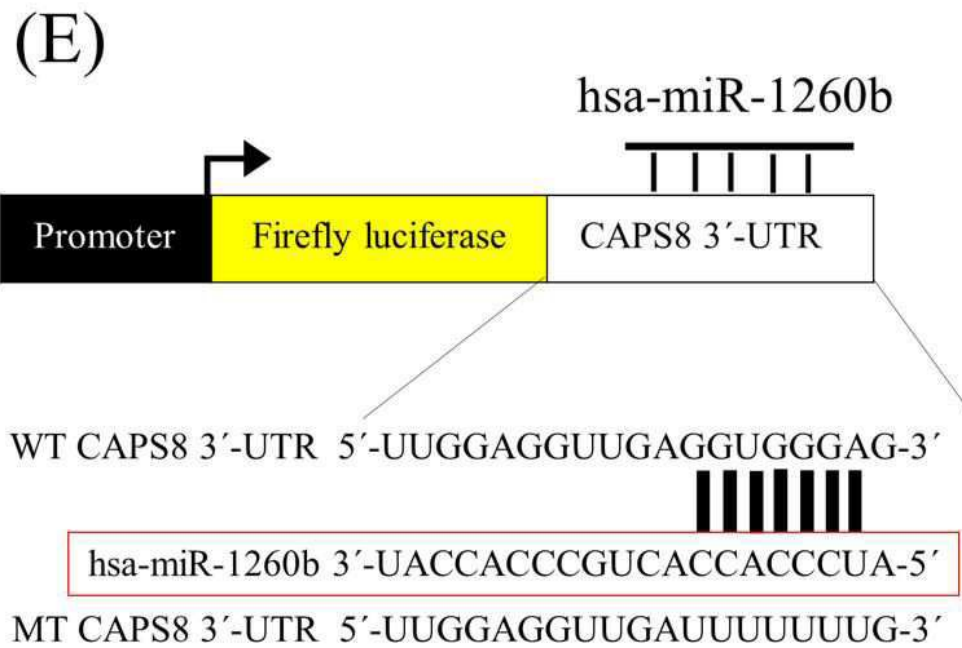 (E)
hsa-miR-1260b
Promoter Firefly luciferase CAPS8 3´-UTR
WT CAPS8 3´-UTR 5´-UUGGAGGUUGAGGUGGGAG-3´
hsa-miR-1260b 3´-UACCACCCGUCACCACCCUA-5´
MT CAPS8 3´-UTR 5´-UUGGAGGUUGAUUUUUUUG-3´